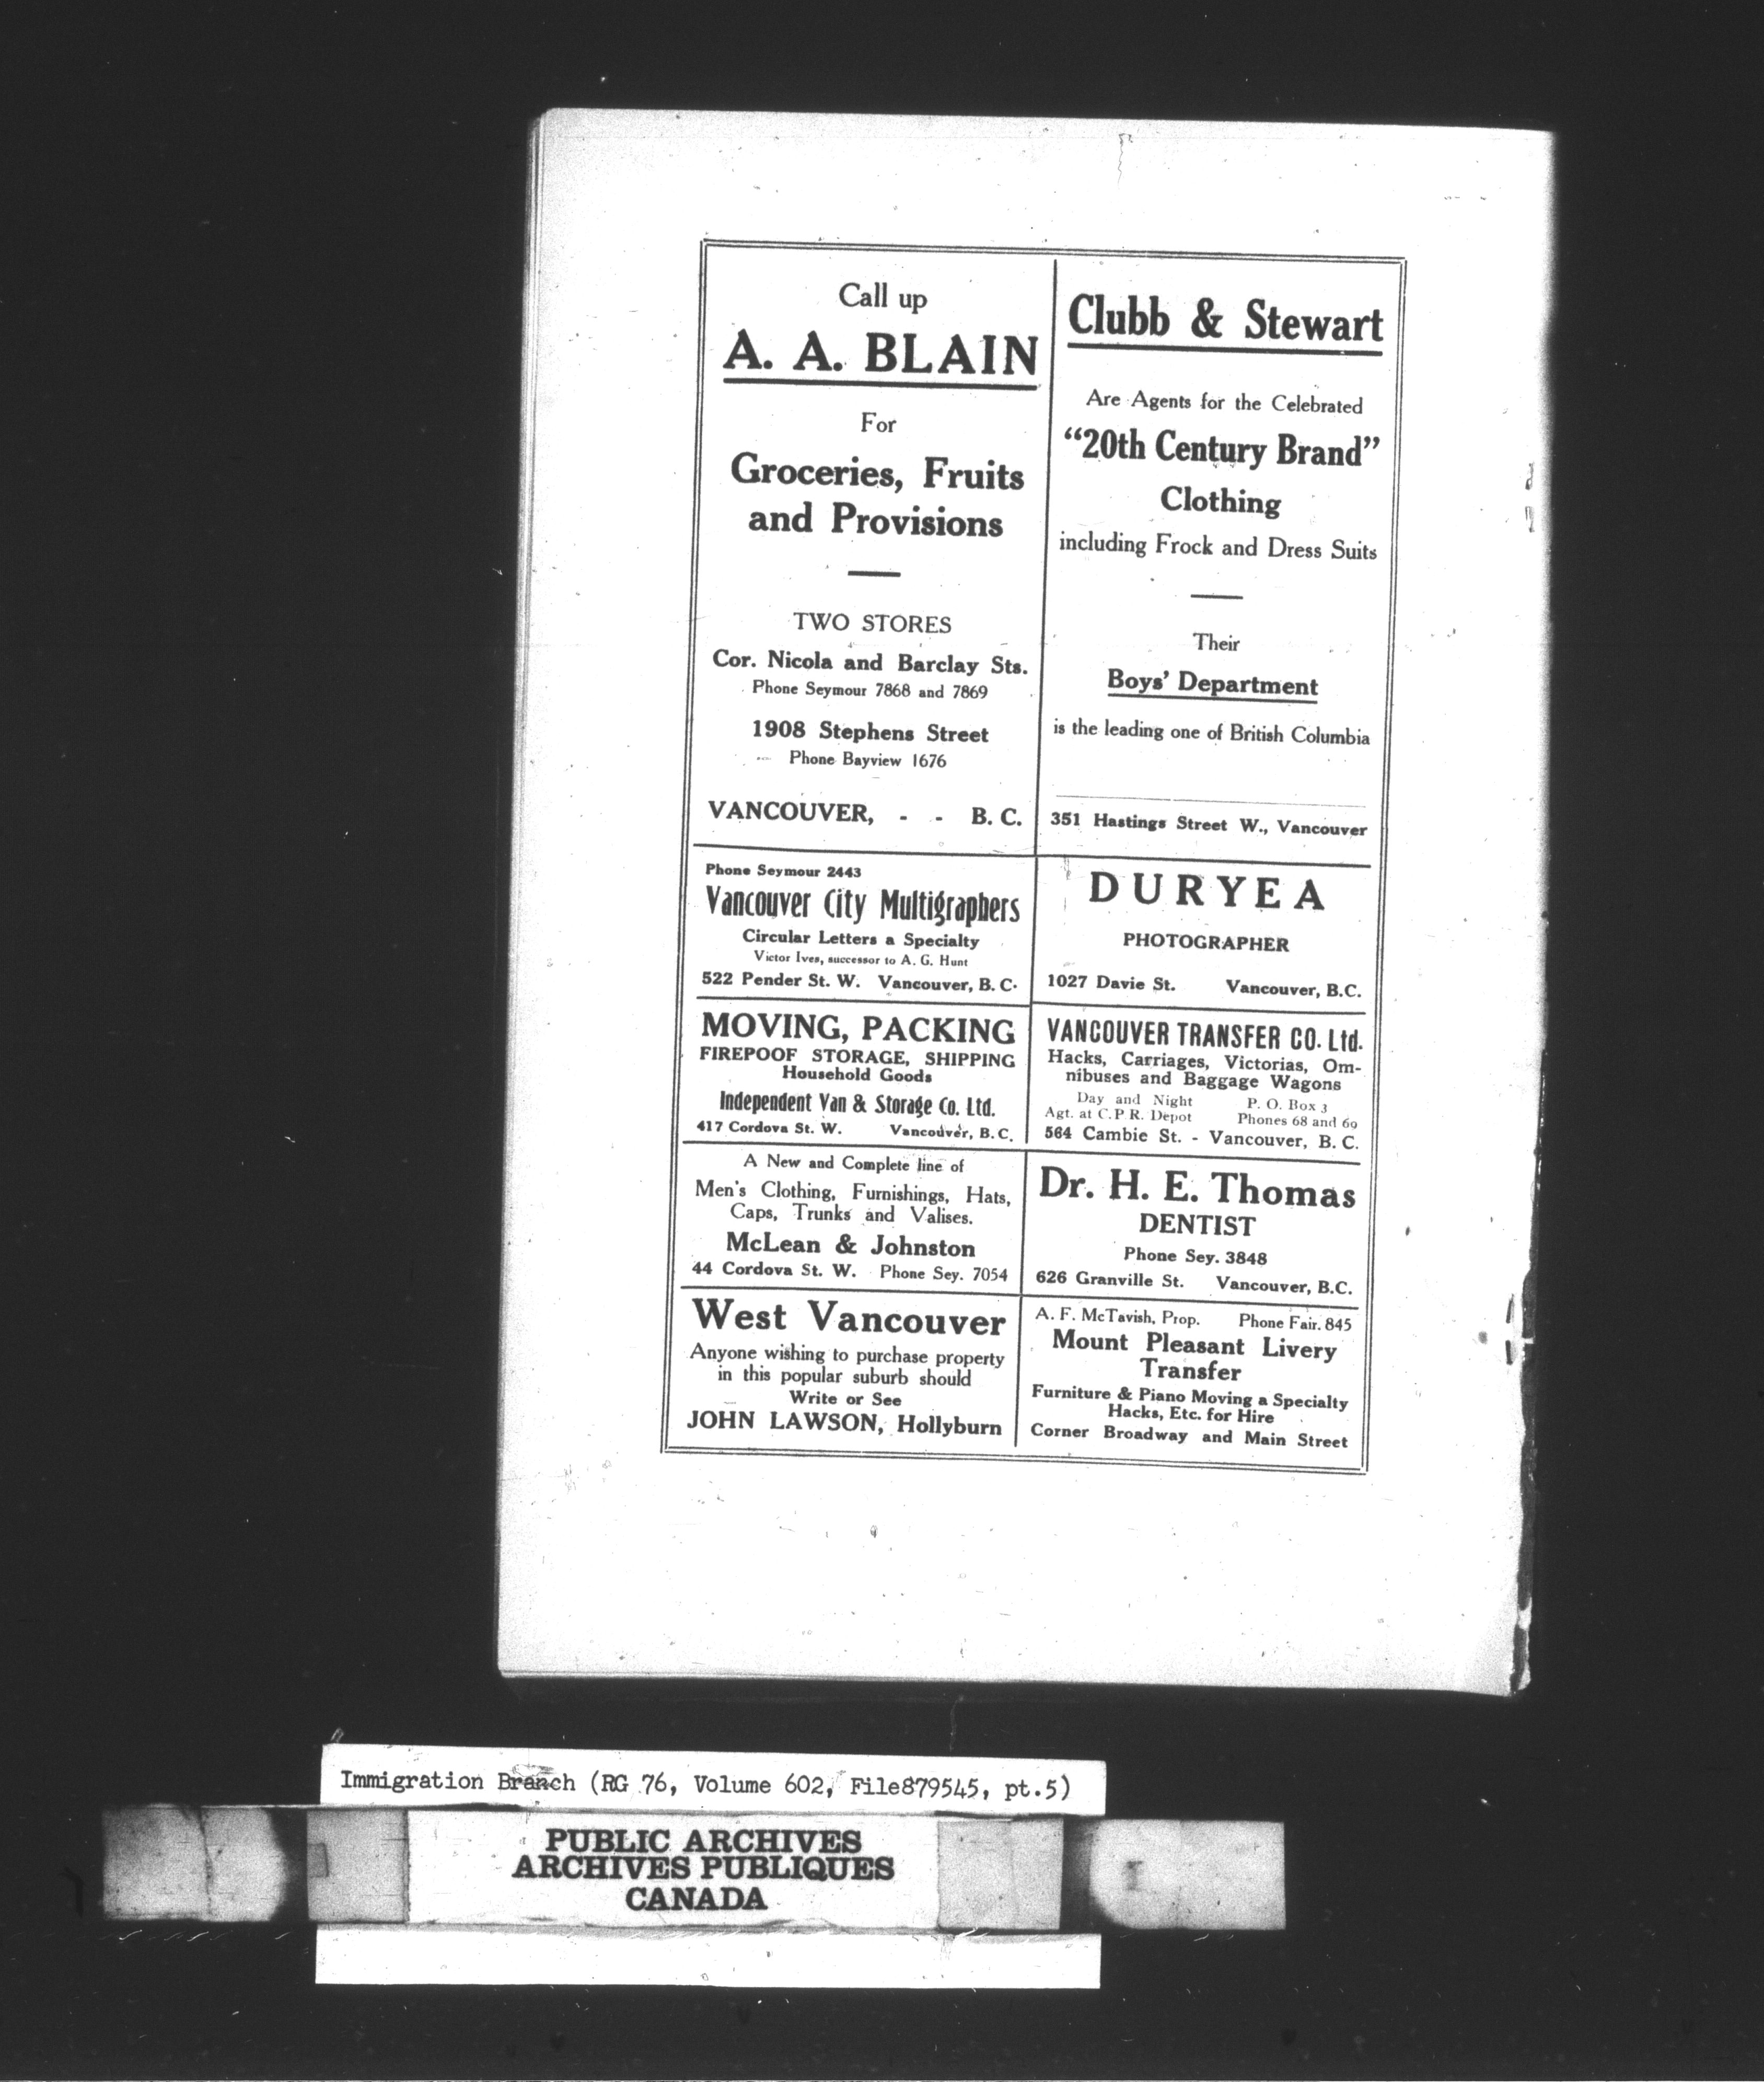 Call up
A. A. BLAIN
For
Groceries, Fruits
and Provisions
TWO STORES
Cor. Nicola and Barclay Sts.
Phone Seymour 7868 and 7869
1908 Stephens Street
Phone Bayview 1676
VANCOUVER, - - B. C.
Clubb & Stewart
Are Agents for the Celebrated
"20th Century Brand"
Clothing
including Frock and Dress Suits
Their
Boys' Department
is the leading one of British Columbia
351 Hastings Street W., Vancouver
Phone Seymour 2443
Vancouver City Multigraphers
Circular Letters a Specialty
Victor Ives, successor to A. G. Hunt
522 Pender St. W. Vancouver, B. C.
DURYEA
PHOTOGRAPHER
1027 Davie St. Vancouver, B.C.
MOVING, PACKING
FIREPOOF STORAGE, SHIPPING
Household Goods
Independent Van & Storage Co. Ltd.
417 Cordova St. W. Vancouver, B. C.
VANCOUVER TRANSFER CO. Ltd.
Hacks, Carriages, Victorias, Om-
nibuses and Baggage Wagons
Day and Night P. O. Box 3
Agt. at C.P R. Depot Phones 68 and 69
564 Cambie St. - Vancouver, B. C.
A New and Complete line of
Men's Clothing, Furnishings, Hats,
Caps, Trunks and Valises.
McLean & Johnston
44 Cordova St. W. Phone Sey. 7054
Dr. H. E. Thomas
DENTIST
Phone Sey. 3848
626 Granville St. Vancouver, B.C.
West Vancouver
Anyone wishing to purchase property
in this popular suburb should
Write or See
JOHN LAWSON, Hollyburn
A. F. McTavish, Prop. Phone Fair. 845
Mount Pleasant Livery
Transfer
Furniture & Piano Moving a Specialty
Hacks, Etc. for Hire
Corner Broadway and Main Street
Immigration Branch (RG 76, Volume 602, File879545, pt.5)
PUBLIC ARCHIVES
ARCHIVES PUBLIQUES
CANADA